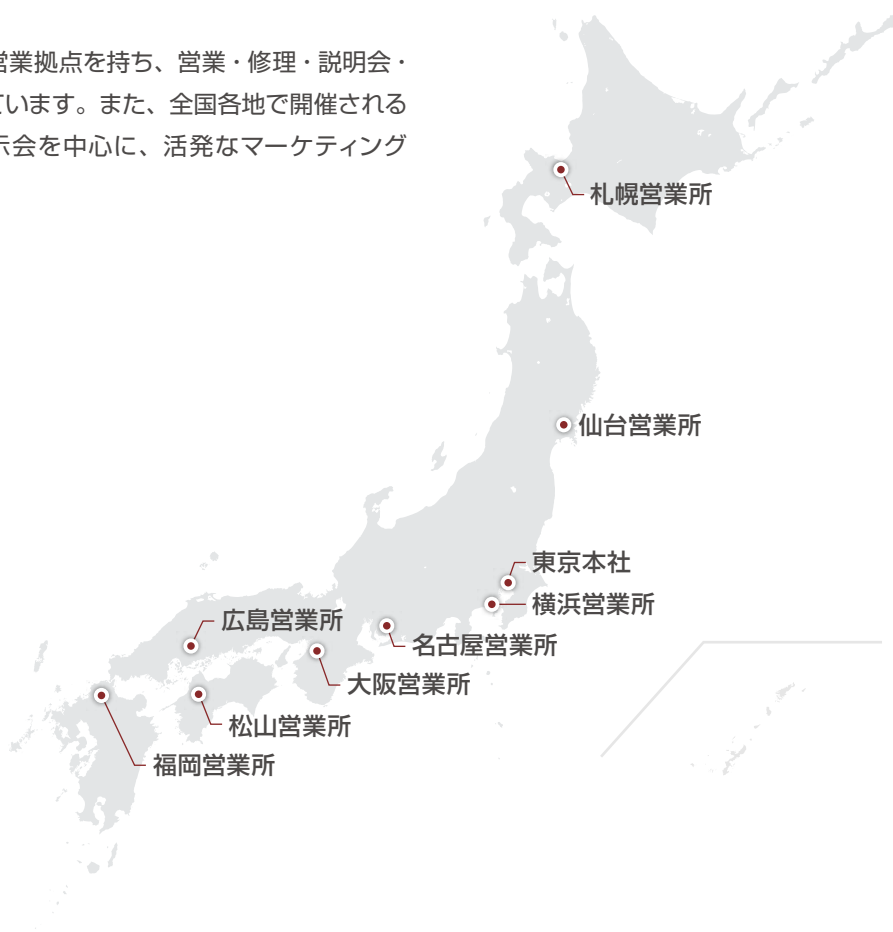 営業拠点を持ち、営業・修理・説明会・
ています。また、全国各地で開催される
示会を中心に、活発なマーケティング
札幌営業所
仙台営業所
東京本社
横浜営業所
広島営業所
名古屋営業所
大阪営業所
松山営業所
福岡営業所